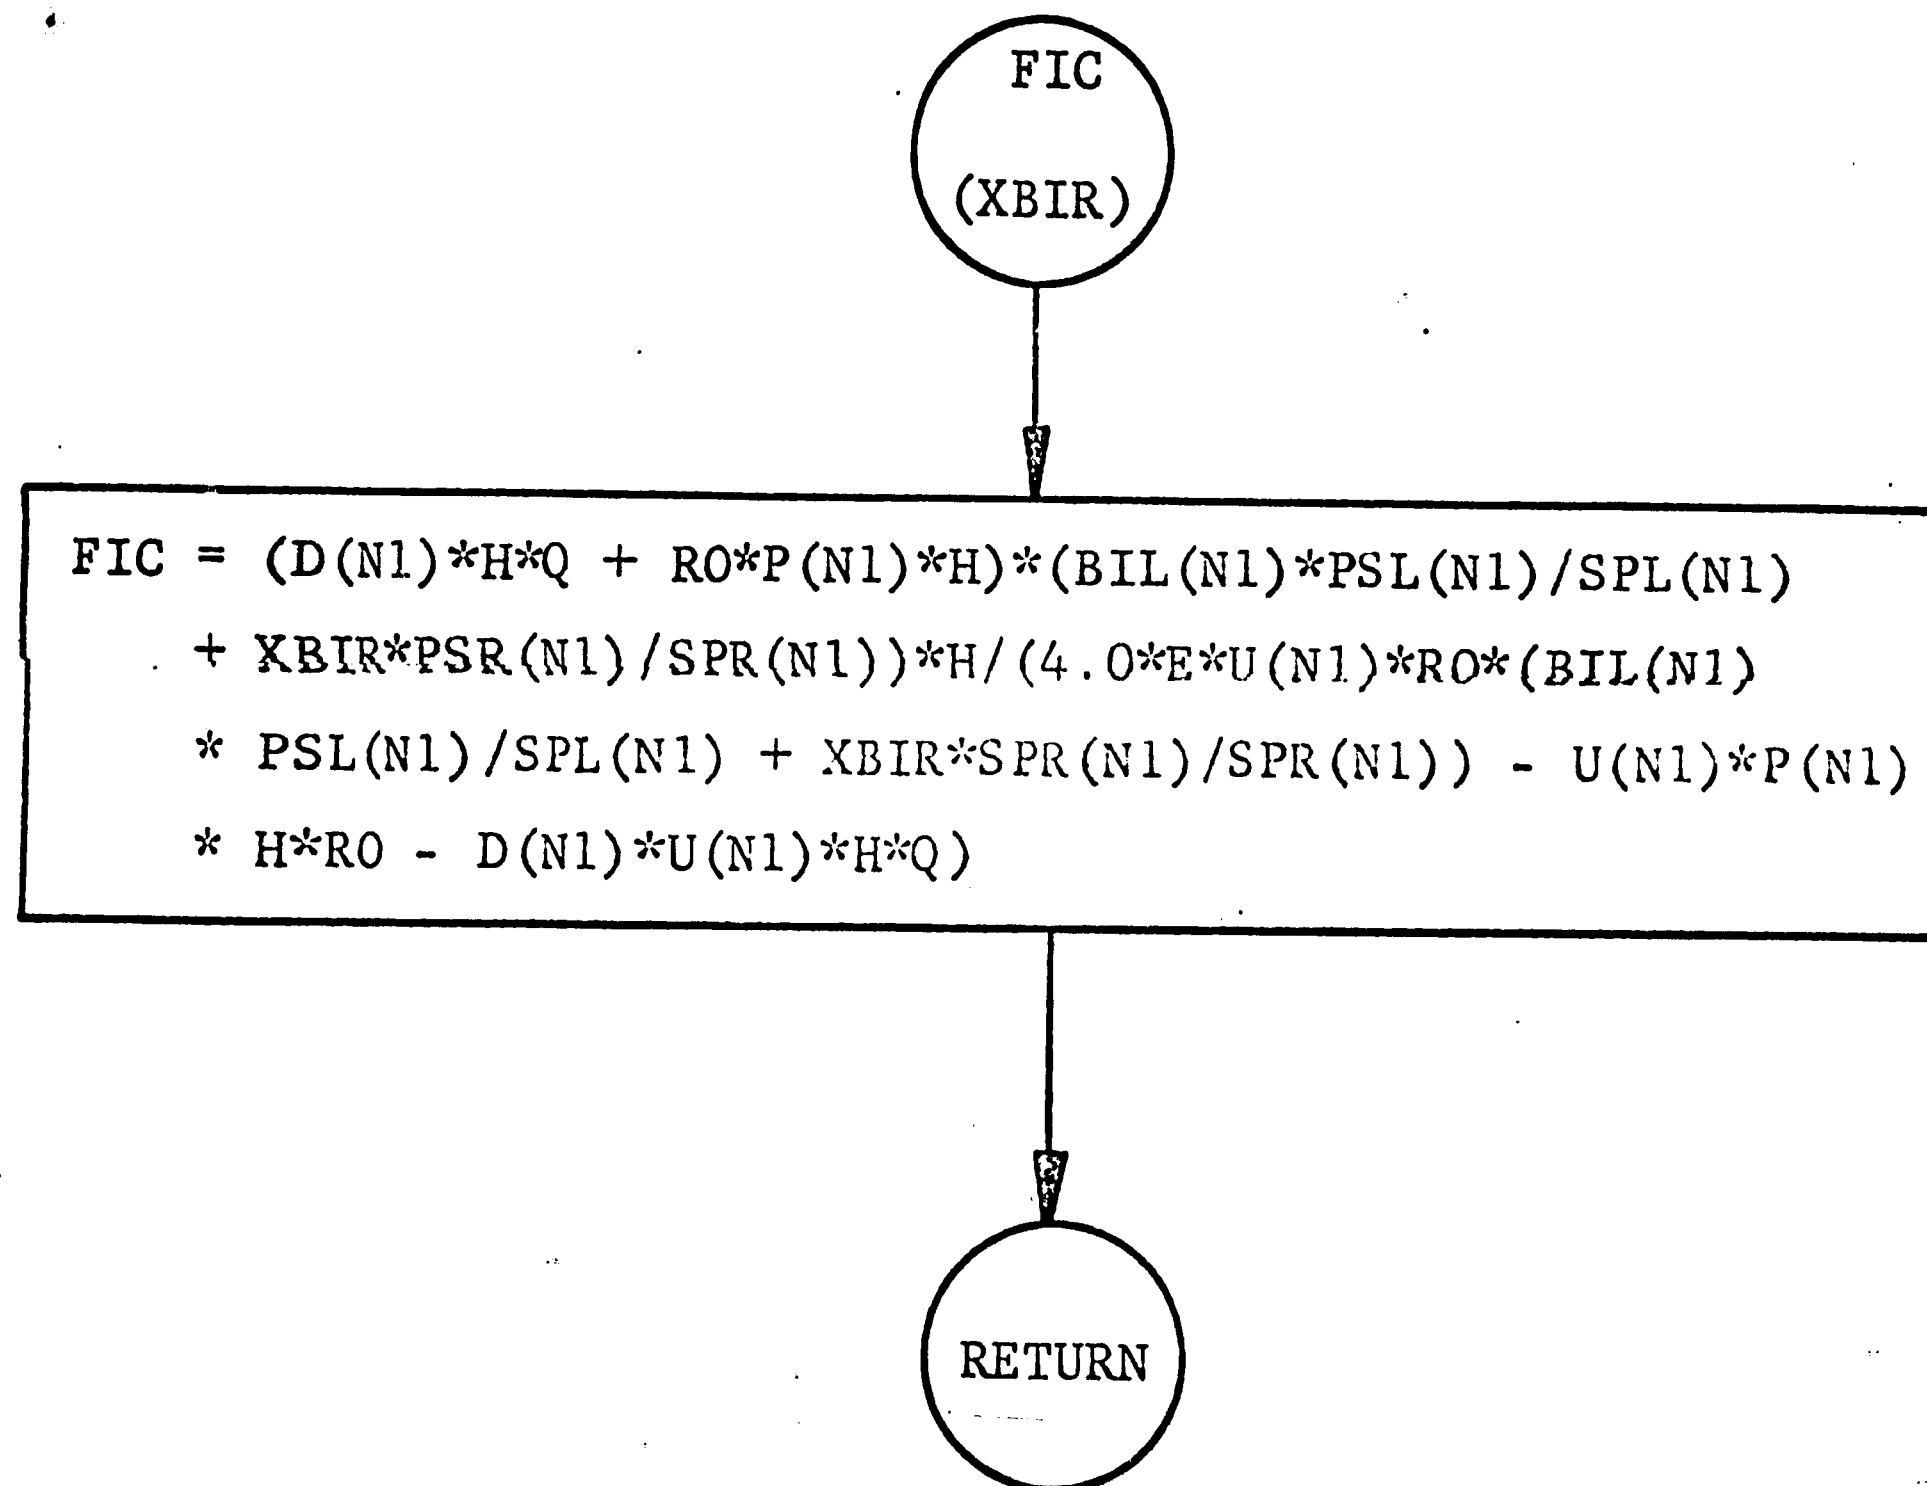 FIC
(XBIR)
FIC = (D(N1)*H*Q + RO*P(N1)*H)*(BIL(N1)*PSL(N1)/SPL(N1)
+ XBIR*PSR(N1)/SPR(N1))*H/(4.0*E*U(N1)*RO*(BIL(N1)
* PSL(N1)/SPL(N1) + XBIR*SPR(N1)/SPR(N1)) - U(N1)*P(N1)
* H*RO - D(N1)*U(N1)*H*Q)
RETURN